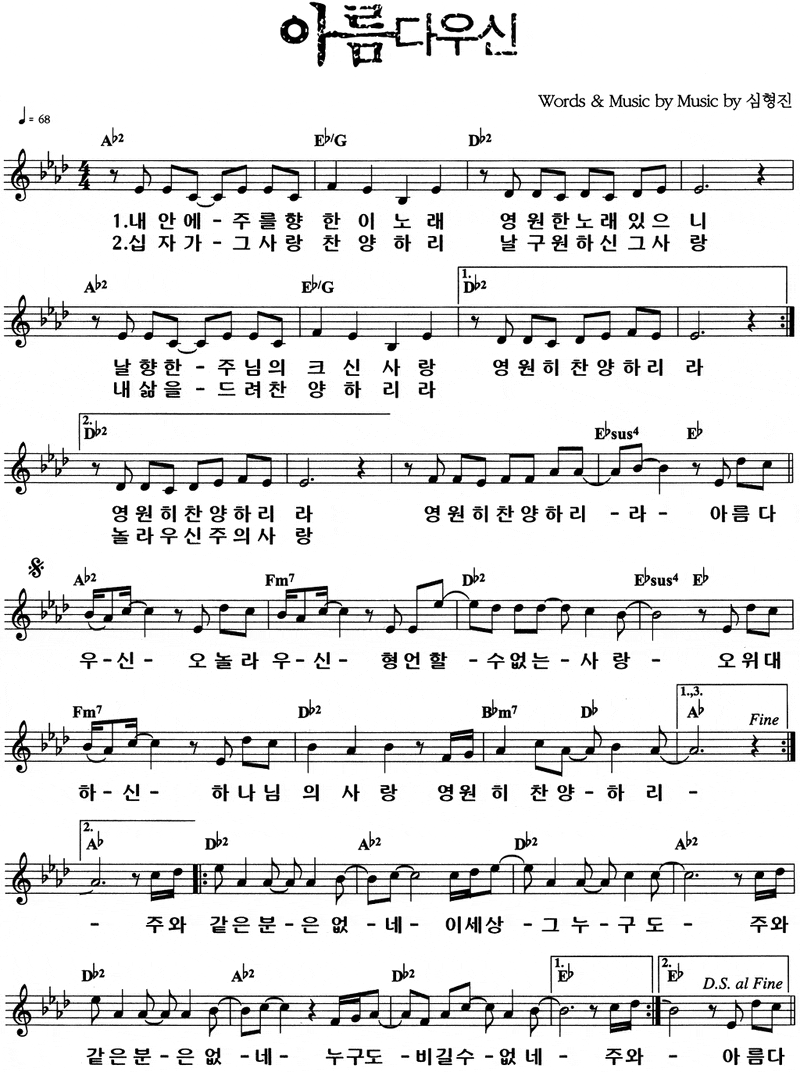 아름다우신
Words & Music by Music by 심형진
♩= 68
A♭2 E♭/G D♭2
1.내 안 에 - 주 를 향 한 이 노 래 영 원 한 노 래 있 으 니
2.십 자 가 - 그 사 랑 찬 양 하 리 날 구 원 하 신 그 사 랑
1.
A♭2 E♭/G D♭2
날 향 한 - 주 님 의 크 신 사 랑 영 원 히 찬 양 하 리 라
내 삶 을 - 드 려 찬 양 하 리 라
2.
D♭2 E♭sus4 E♭
영 원 히 찬 양 하 리 라 영 원 히 찬 양 하 리 - 라 - 아 름 다
놀 라 우 신 주 의 사 랑
A♭2 Fm7 D♭2 E♭sus4 E♭
우 - 신 - 오 놀 라 우 - 신 - 형 언 할 - 수 없 는 - 사 랑 - 오 위 대
1.,3.
Fm7 D♭2 B♭m7 D♭ A♭ Fine
하 - 신 - 하 나 님 의 사 랑 영 원 히 찬 양 - 하 리 -
2.
A♭ D♭2 A♭2 D♭2 A♭2
- 주 와 같 은 분 - 은 없 - 네 - 이 세 상 - 그 누 - 구 도 - 주 와
1. 2.
D♭2 A♭2 D♭2 E♭ E♭ D.S. al Fine
같 은 분 - 은 없 - 네 - 누 구 도 - 비 길 수 - 없 네 - 주 와 - 아 름 다